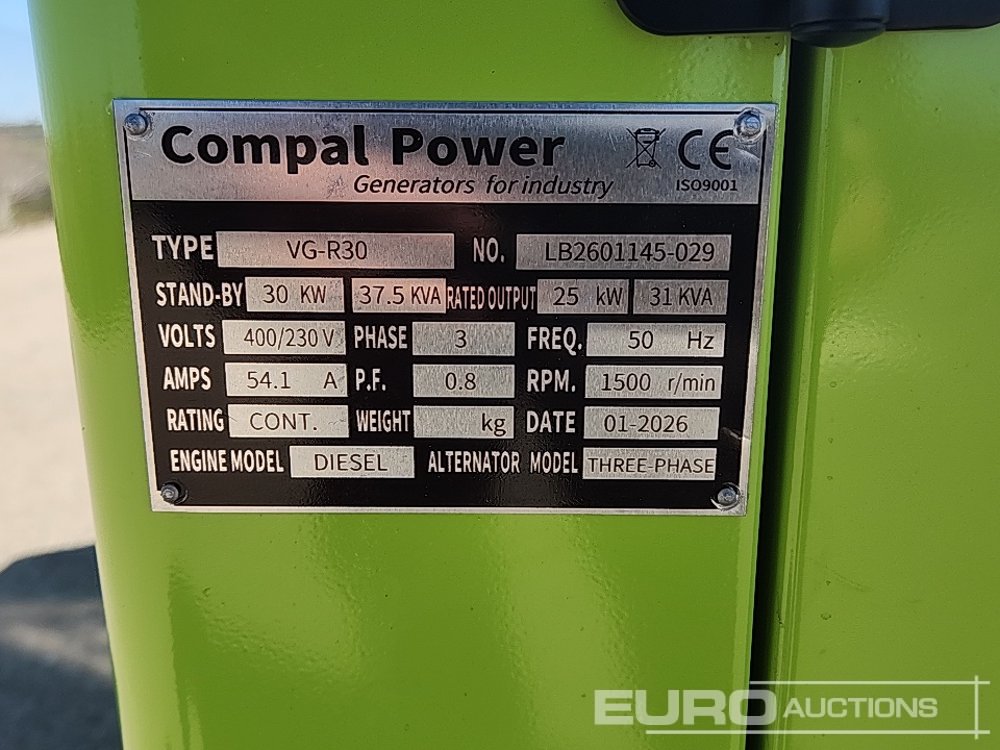 Compal Power
CE
Generators for industry
ISO9001
TYPE VG-R30 NO. LB2601145-029
STAND-BY 30 KW 37.5 KVA RATED OUTPUT 25 kW 31 KVA
VOLTS 400/230 V PHASE 3 FREQ. 50 Hz
AMPS 54.1 A P.F. 0.8 RPM. 1500 r/min
RATING CONT. WEIGHT kg DATE 01-2026
ENGINE MODEL DIESEL ALTERNATOR MODEL THREE-PHASE
EURO AUCTIONS